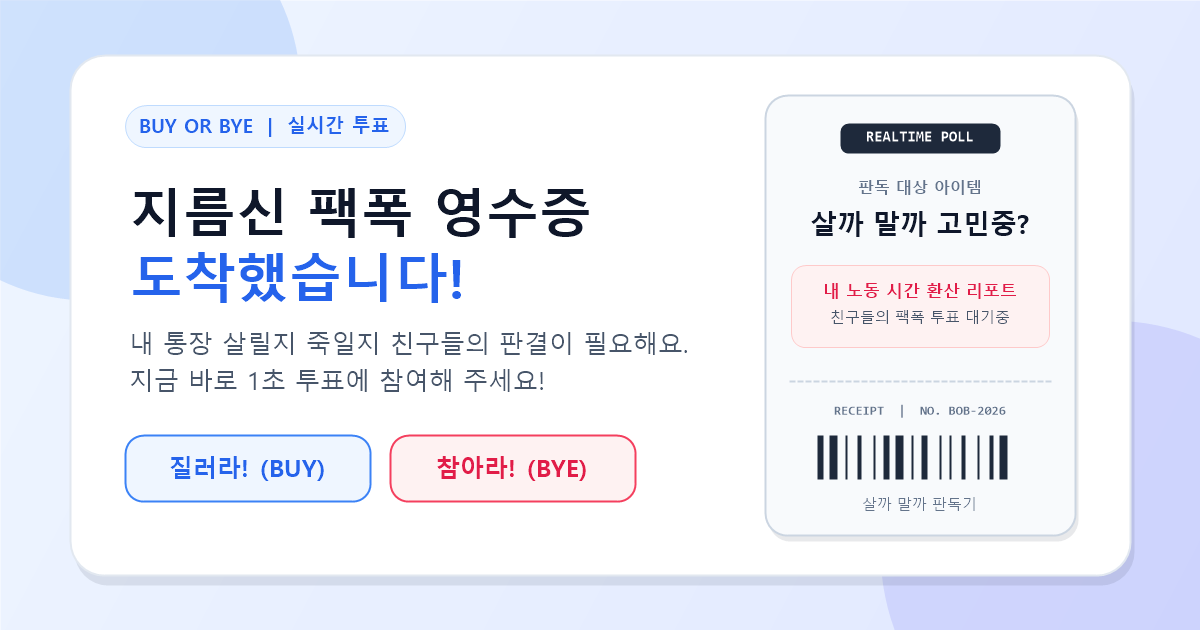 BUY OR BYE | 실시간 투표
지름신 팩폭 영수증
도착했습니다!
내 통장 살릴지 죽일지 친구들의 판결이 필요해요.
지금 바로 1초 투표에 참여해 주세요!
질러라! (BUY)
참아라! (BYE)
REALTIME POLL
판독 대상 아이템
살까 말까 고민중?
내 노동 시간 환산 리포트
친구들의 팩폭 투표 대기중
RECEIPT | NO. BOB-2026
살까 말까 판독기